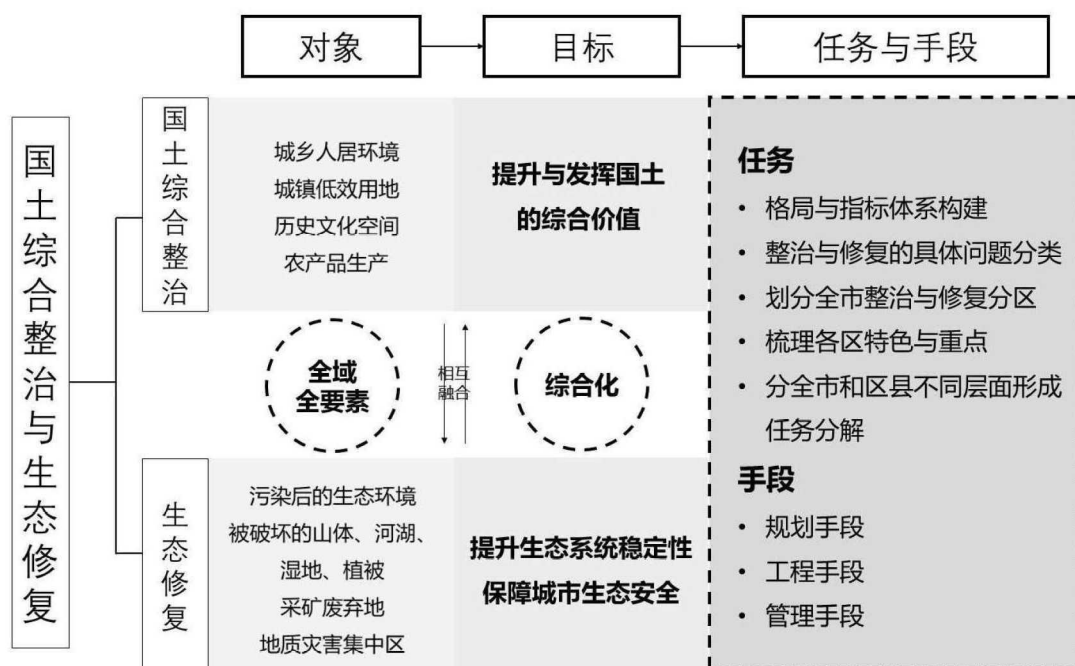 对象
目标
任务与手段
国土综合整治与生态修复
国土综合整治
城乡人居环境
城镇低效用地
历史文化空间
农产品生产
提升与发挥国土
的综合价值
全域
全要素
相互
融合
综合化
生态修复
污染后的生态环境
被破坏的山体、河湖、
湿地、植被
采矿废弃地
地质灾害集中区
提升生态系统稳定性
保障城市生态安全
任务
• 格局与指标体系构建
• 整治与修复的具体问题分类
• 划分全市整治与修复分区
• 梳理各区特色与重点
• 分全市和区县不同层面形成
任务分解
手段
• 规划手段
• 工程手段
• 管理手段